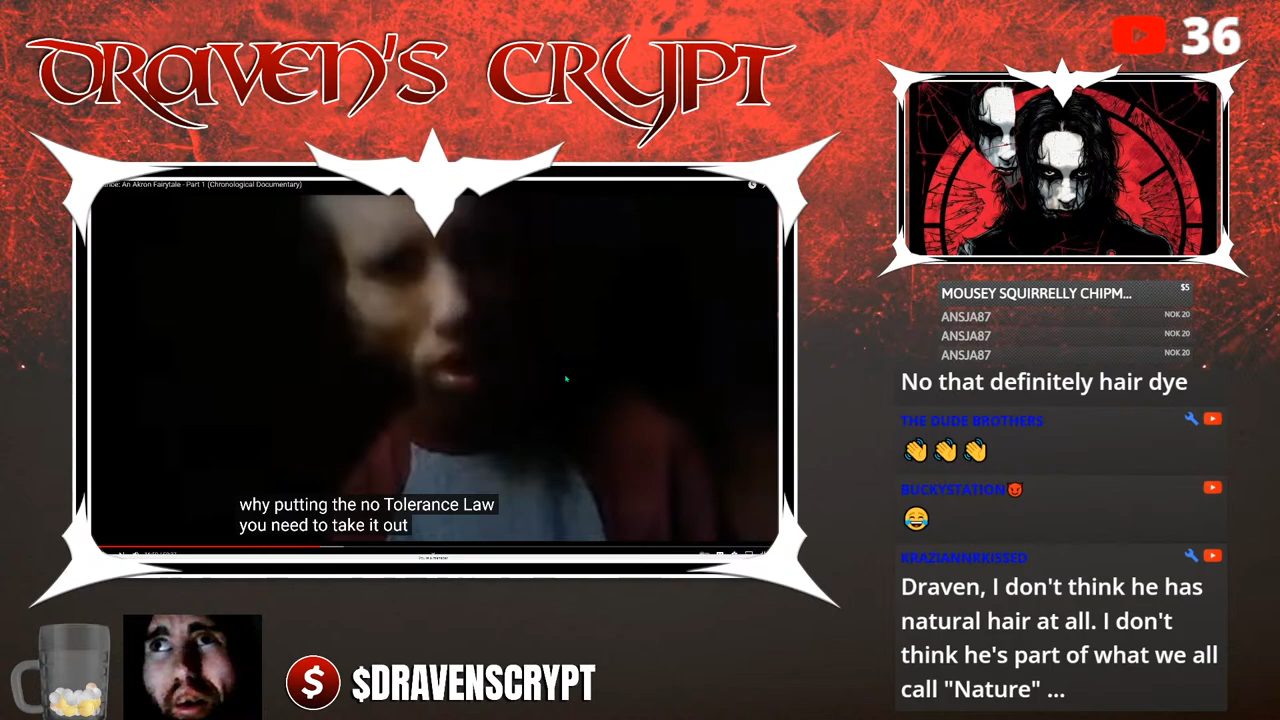 DRAVEN'S CRYPT
36
An Akron Fairytale - Part 1 (Chronological Documentary)
why putting the no Tolerance Law
you need to take it out
MOUSEY SQUIRRELLY CHIPM... $5
ANSJA87 NOK 20
ANSJA87 NOK 20
ANSJA87 NOK 20
No that definitely hair dye
THE DUDE BROTHERS
👏👏👏
BUCKYSTATION😈
😂
KRAZIANNRKISSED
Draven, I don't think he has
natural hair at all. I don't
think he's part of what we all
call "Nature" ...
$ $DRAVENSCRYPT